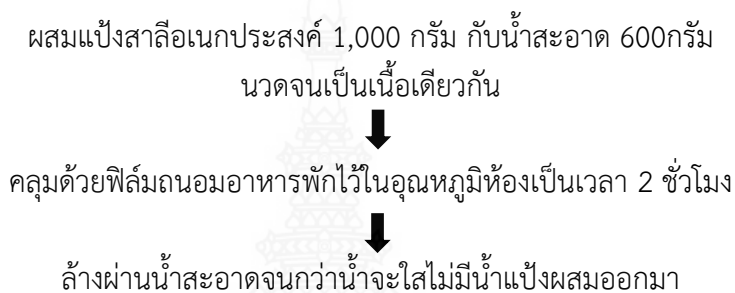 ผสมแป้งสาลีอเนกประสงค์ 1,000 กรัม กับน้ำสะอาด 600กรัม
นวดจนเป็นเนื้อเดียวกัน
คลุมด้วยฟิล์มถนอมอาหารพักไว้ในอุณหภูมิห้องเป็นเวลา 2 ชั่วโมง
ล้างผ่านน้ำสะอาดจนกว่าน้ำจะใสไม่มีน้ำแป้งผสมออกมา